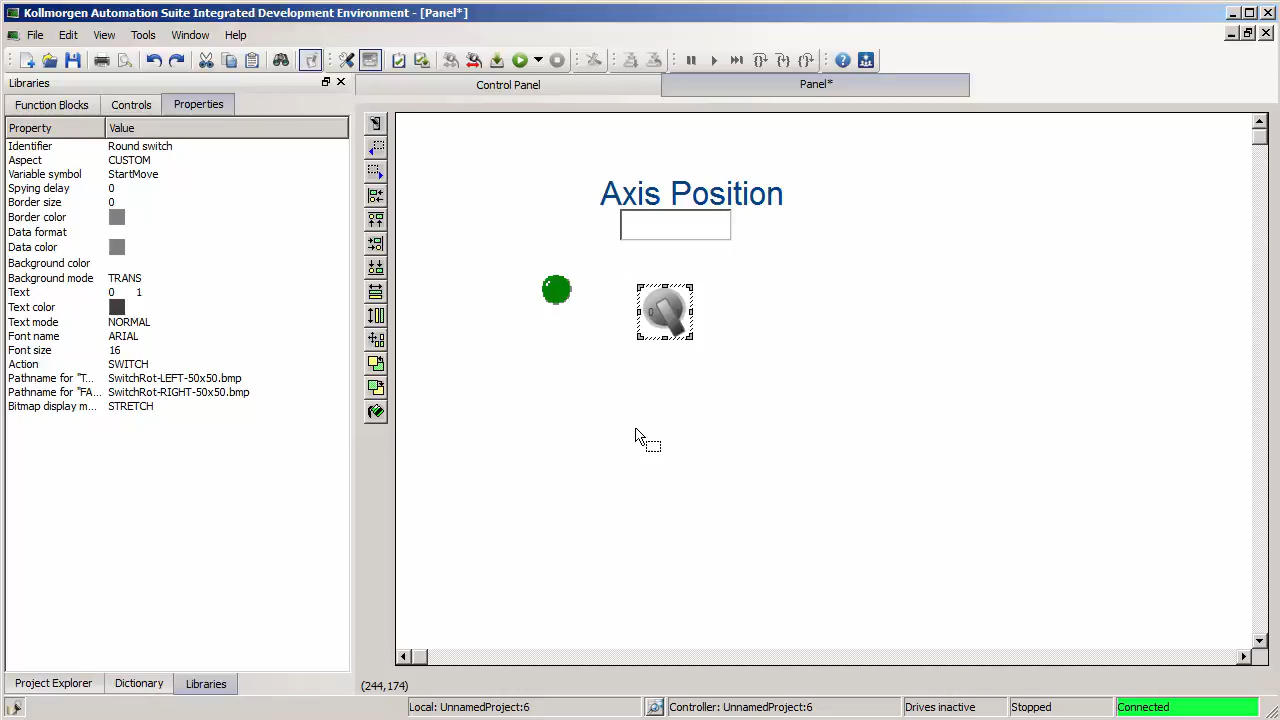 Kollmorgen Automation Suite Integrated Development Environment - [Panel*]
File Edit View Tools Window Help
Libraries
Control Panel
Panel*
Function Blocks Controls Properties
Property Value
Identifier Round switch
Aspect CUSTOM
Variable symbol StartMove
Spying delay 0
Border size 0
Border color
Data format
Data color
Background color
Background mode TRANS
Text 0 1
Text color
Text mode NORMAL
Font name ARIAL
Font size 16
Action SWITCH
Pathname for "T... SwitchRot-LEFT-50x50.bmp
Pathname for "FA... SwitchRot-RIGHT-50x50.bmp
Bitmap display m... STRETCH
Axis Position
0
Project Explorer Dictionary Libraries
(244,174)
Local: UnnamedProject:6
Controller: UnnamedProject:6
Drives inactive
Stopped
Connected